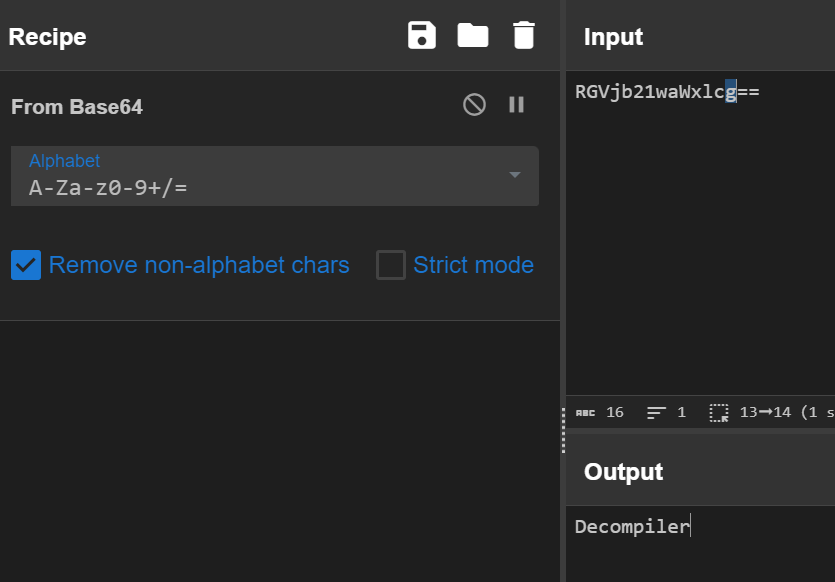 Recipe
From Base64
Alphabet
A-Za-z0-9+/=
Remove non-alphabet chars
Strict mode
Input
RGVjb21waWxlcg==
ABC 16 1 13→14 (1 s
Output
Decompiler